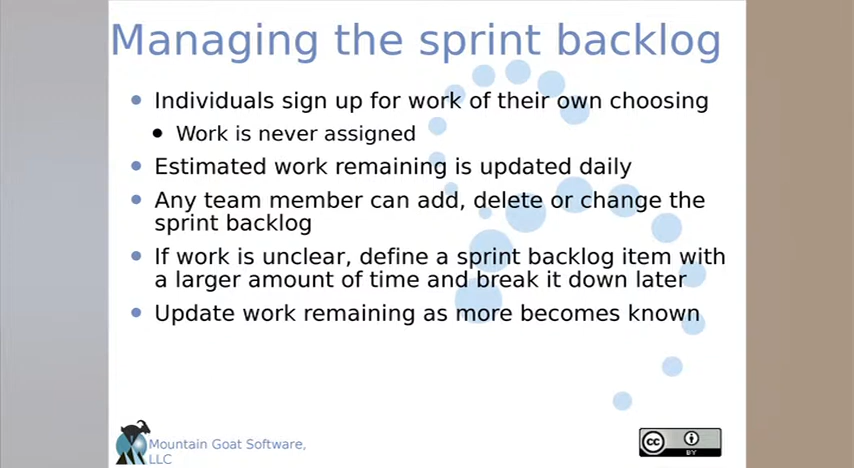 Managing the sprint backlog
Individuals sign up for work of their own choosing
Work is never assigned
Estimated work remaining is updated daily
Any team member can add, delete or change the
sprint backlog
If work is unclear, define a sprint backlog item with
a larger amount of time and break it down later
Update work remaining as more becomes known
Mountain Goat Software,
LLC
cc
BY